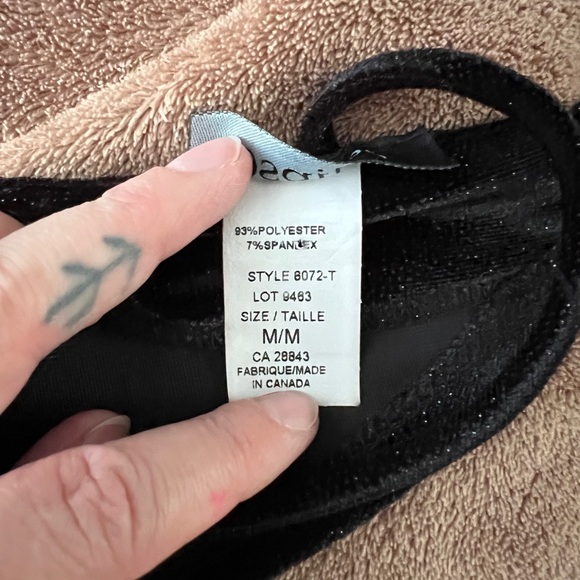 93%POLYESTER
7%SPANDEX
STYLE 6072-T
LOT 9463
SIZE / TAILLE
M/M
CA 28843
FABRIQUE/MADE
IN CANADA